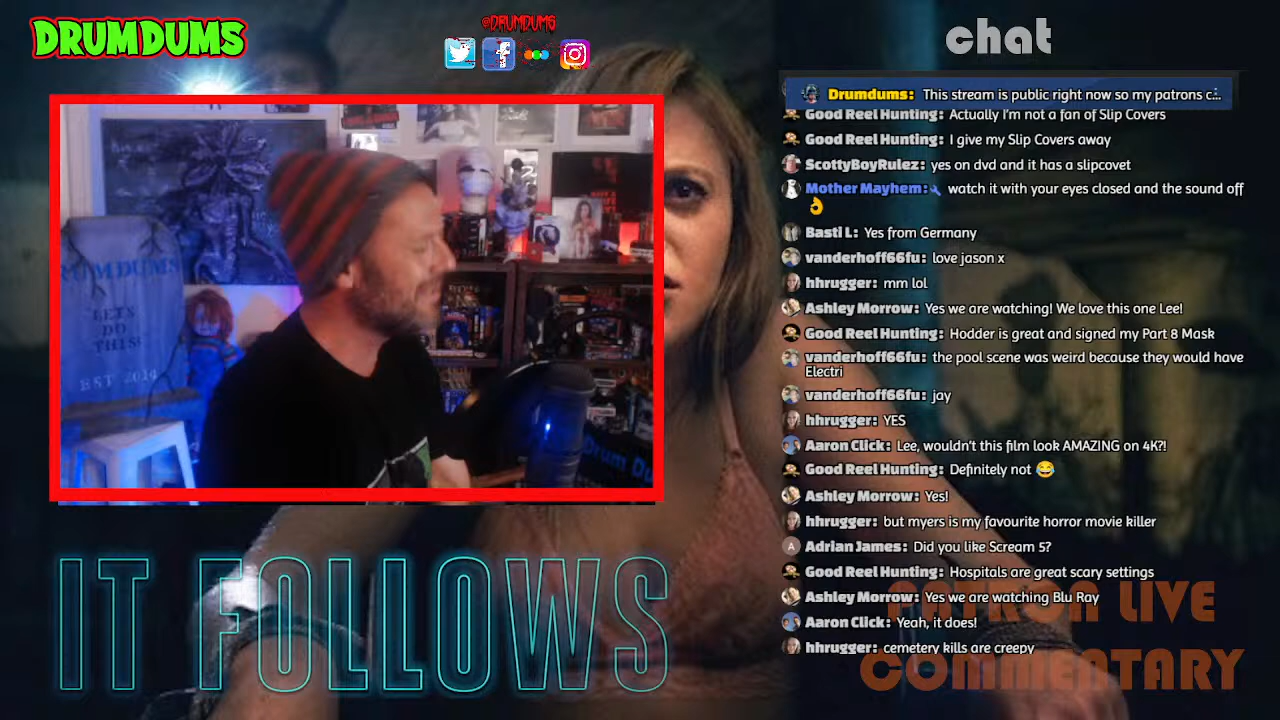 DRUMDUMS
@DRUMDUMS
chat
Drumdums: This stream is public right now so my patrons c...
Good Reel Hunting: Actually I'm not a fan of Slip Covers
Good Reel Hunting: I give my Slip Covers away
ScottyBoyRulez: yes on dvd and it has a slipcovet
Mother Mayhem: watch it with your eyes closed and the sound off
👌
Basti L: Yes from Germany
vanderhoff66fu: love jason x
hhrugger: mm lol
Ashley Morrow: Yes we are watching! We love this one Lee!
Good Reel Hunting: Hodder is great and signed my Part 8 Mask
vanderhoff66fu: the pool scene was weird because they would have
Electri
vanderhoff66fu: jay
hhrugger: YES
Aaron Click: Lee, wouldn't this film look AMAZING on 4K?!
Good Reel Hunting: Definitely not 😂
Ashley Morrow: Yes!
hhrugger: but myers is my favourite horror movie killer
A Adrian James: Did you like Scream 5?
Good Reel Hunting: Hospitals are great scary settings
Ashley Morrow: Yes we are watching Blu Ray
Aaron Click: Yeah, it does!
hhrugger: cemetery kills are creepy
DRUMDUMS
LETS
DO
THIS
EST 2014
IT FOLLOWS
PATRON LIVE
COMMENTARY